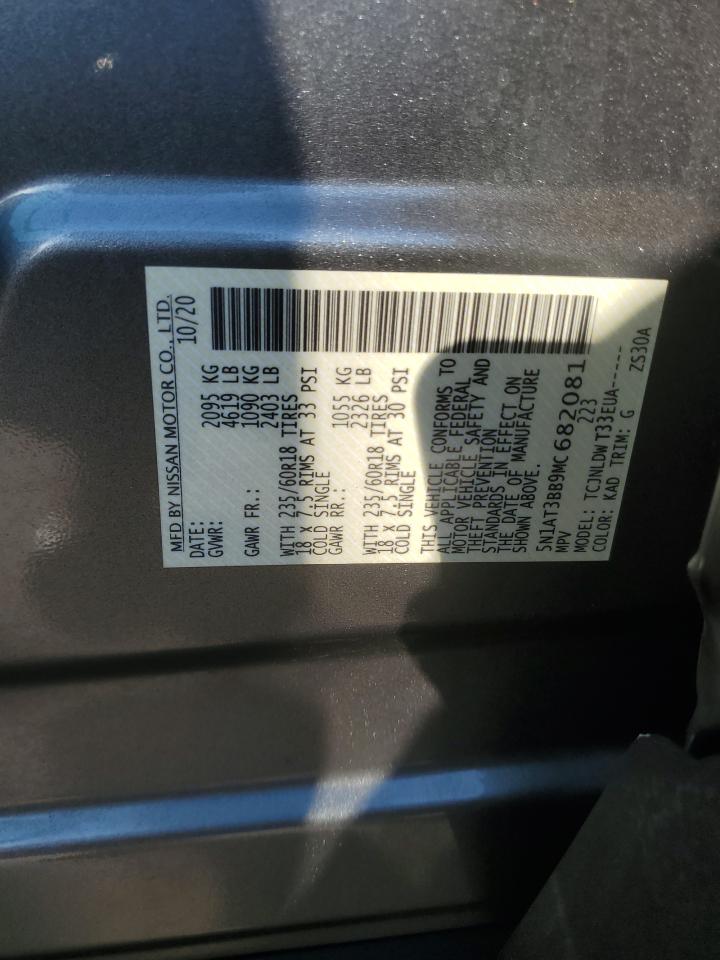 MFD BY NISSAN MOTOR CO., LTD.
DATE: 10/20
GVWR: 2095 KG
4619 LB
GAWR FR.: 1090 KG
2403 LB
WITH 235/60R18 TIRES
18 X 7.5 RIMS AT 33 PSI
COLD SINGLE
GAWR RR.: 1055 KG
2326 LB
WITH 235/60R18 TIRES
18 X 7.5 RIMS AT 30 PSI
COLD SINGLE
THIS VEHICLE CONFORMS TO
ALL APPLICABLE FEDERAL
MOTOR VEHICLE SAFETY AND
THEFT PREVENTION
STANDARDS IN EFFECT ON
THE DATE OF MANUFACTURE
SHOWN ABOVE.
5N1AT3BB9MC682081
MPV 223
MODEL: TCJNLDWT33EUA-----
COLOR: KAD TRIM: G ZS30A